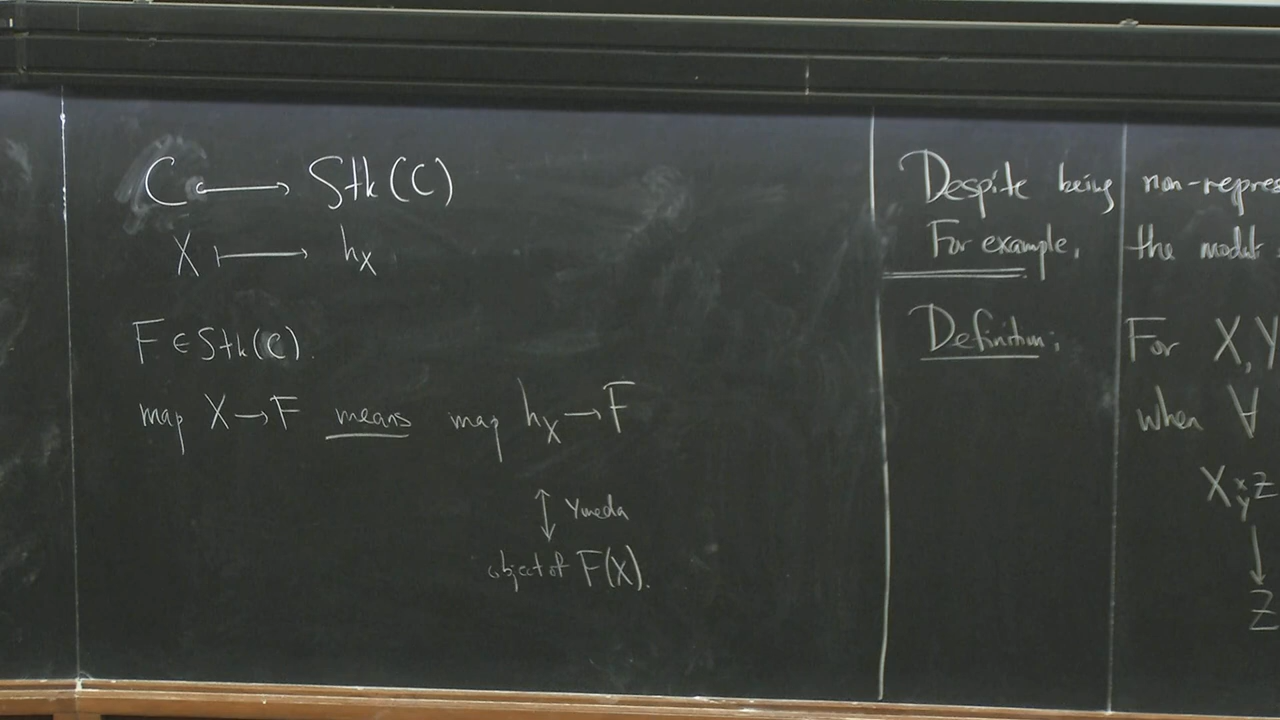 C ↪ Stk(C)
X ⟼ h_X
F ∈ Stk(C).
map X → F means map h_X → F
↕ Yoneda
object of F(X).
Despite being non-repres
For example, the
Definition: For X, Y
when ∀
X ×_Y Z
↓
Z